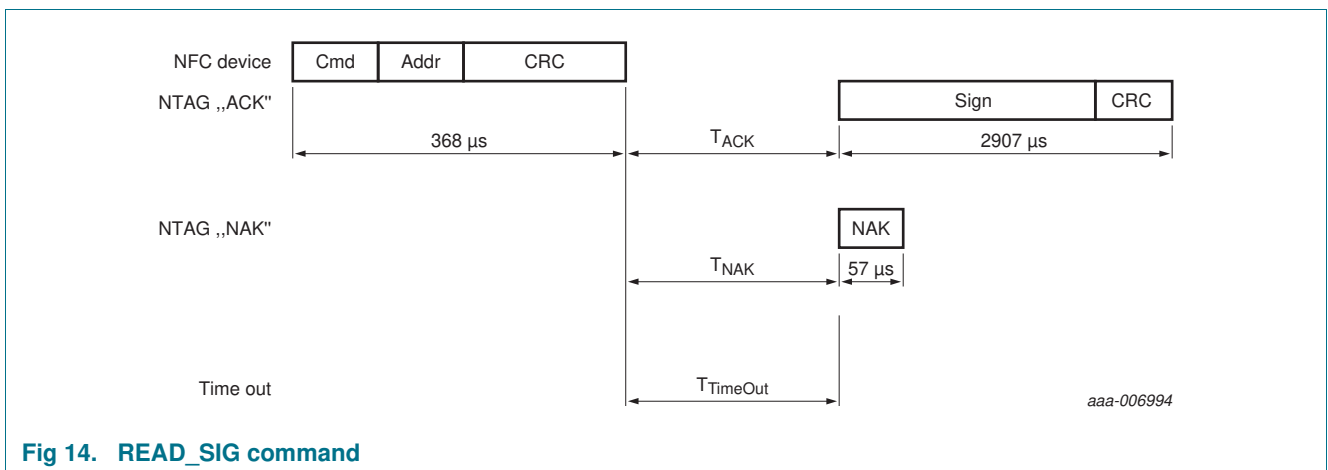 NFC device Cmd Addr CRC
NTAG ,,ACK" Sign CRC
368 µs TACK 2907 µs
NTAG ,,NAK" NAK
TNAK 57 µs
Time out TTimeOut aaa-006994
Fig 14. READ_SIG command